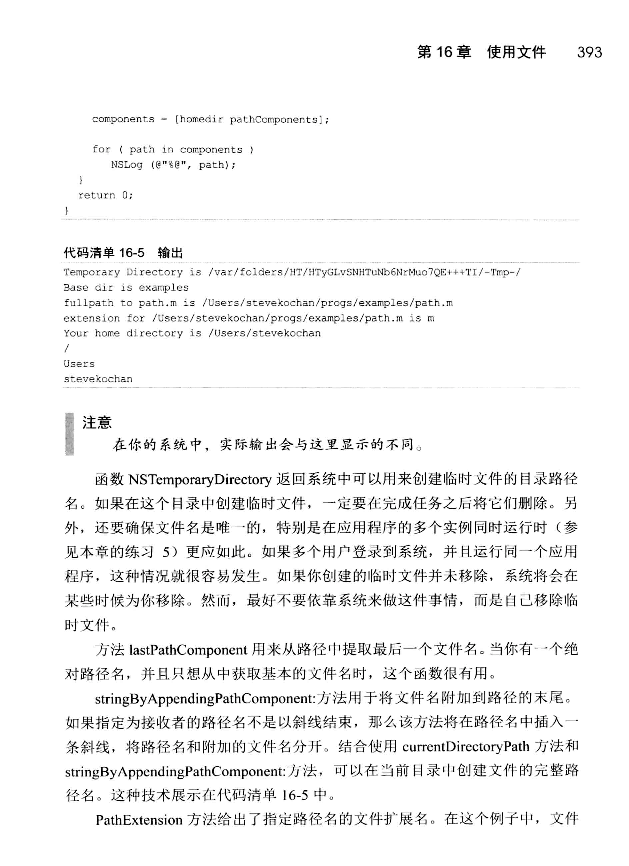 第 16 章 使用文件 393
components = [homedir pathComponents];
for ( path in components )
NSLog (@"%@", path);
}
return 0;
}
代码清单 16-5 输出
Temporary Directory is /var/folders/HT/HTyGLvSNHTuNb6NrMuo7QE+++TI/-Tmp-/
Base dir is examples
fullpath to path.m is /Users/stevekochan/progs/examples/path.m
extension for /Users/stevekochan/progs/examples/path.m is m
Your home directory is /Users/stevekochan
/
Users
stevekochan
注意
在你的系统中，实际输出会与这里显示的不同。
函数 NSTemporaryDirectory 返回系统中可以用来创建临时文件的目录路径
名。如果在这个目录中创建临时文件，一定要在完成任务之后将它们删除。另
外，还要确保文件名是唯一的，特别是在应用程序的多个实例同时运行时（参
见本章的练习 5）更应如此。如果多个用户登录到系统，并且运行同一个应用
程序，这种情况就很容易发生。如果你创建的临时文件并未移除，系统将会在
某些时候为你移除。然而，最好不要依靠系统来做这件事情，而是自己移除临
时文件。
方法 lastPathComponent 用来从路径中提取最后一个文件名。当你有一个绝
对路径名，并且只想从中获取基本的文件名时，这个函数很有用。
stringByAppendingPathComponent:方法用于将文件名附加到路径的末尾。
如果指定为接收者的路径名不是以斜线结束，那么该方法将在路径名中插入一
条斜线，将路径名和附加的文件名分开。结合使用 currentDirectoryPath 方法和
stringByAppendingPathComponent:方法，可以在当前目录中创建文件的完整路
径名。这种技术展示在代码清单 16-5 中。
PathExtension 方法给出了指定路径名的文件扩展名。在这个例子中，文件